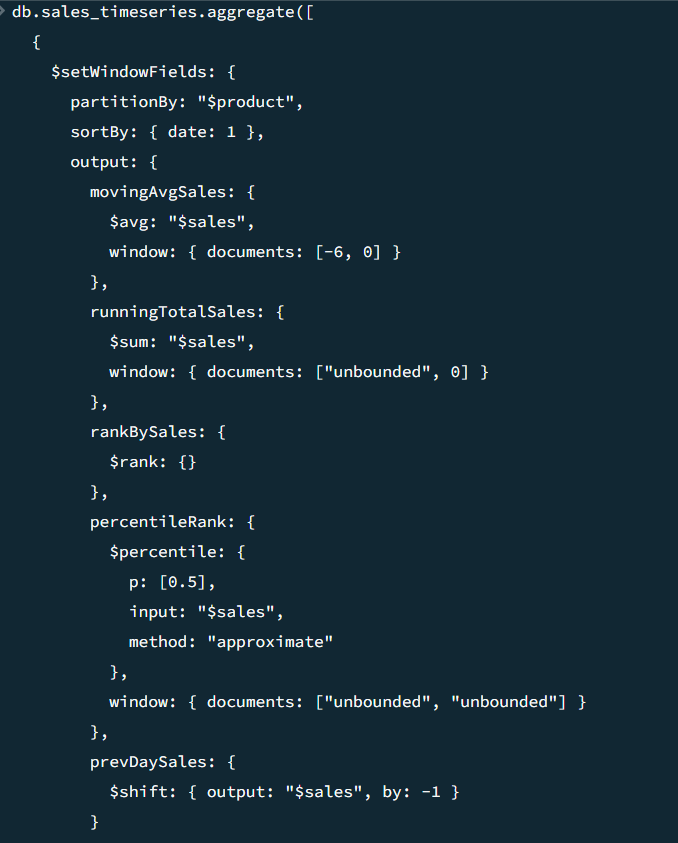 db.sales_timeseries.aggregate([
{
$setWindowFields: {
partitionBy: "$product",
sortBy: { date: 1 },
output: {
movingAvgSales: {
$avg: "$sales",
window: { documents: [-6, 0] }
},
runningTotalSales: {
$sum: "$sales",
window: { documents: ["unbounded", 0] }
},
rankBySales: {
$rank: {}
},
percentileRank: {
$percentile: {
p: [0.5],
input: "$sales",
method: "approximate"
},
window: { documents: ["unbounded", "unbounded"] }
},
prevDaySales: {
$shift: { output: "$sales", by: -1 }
}